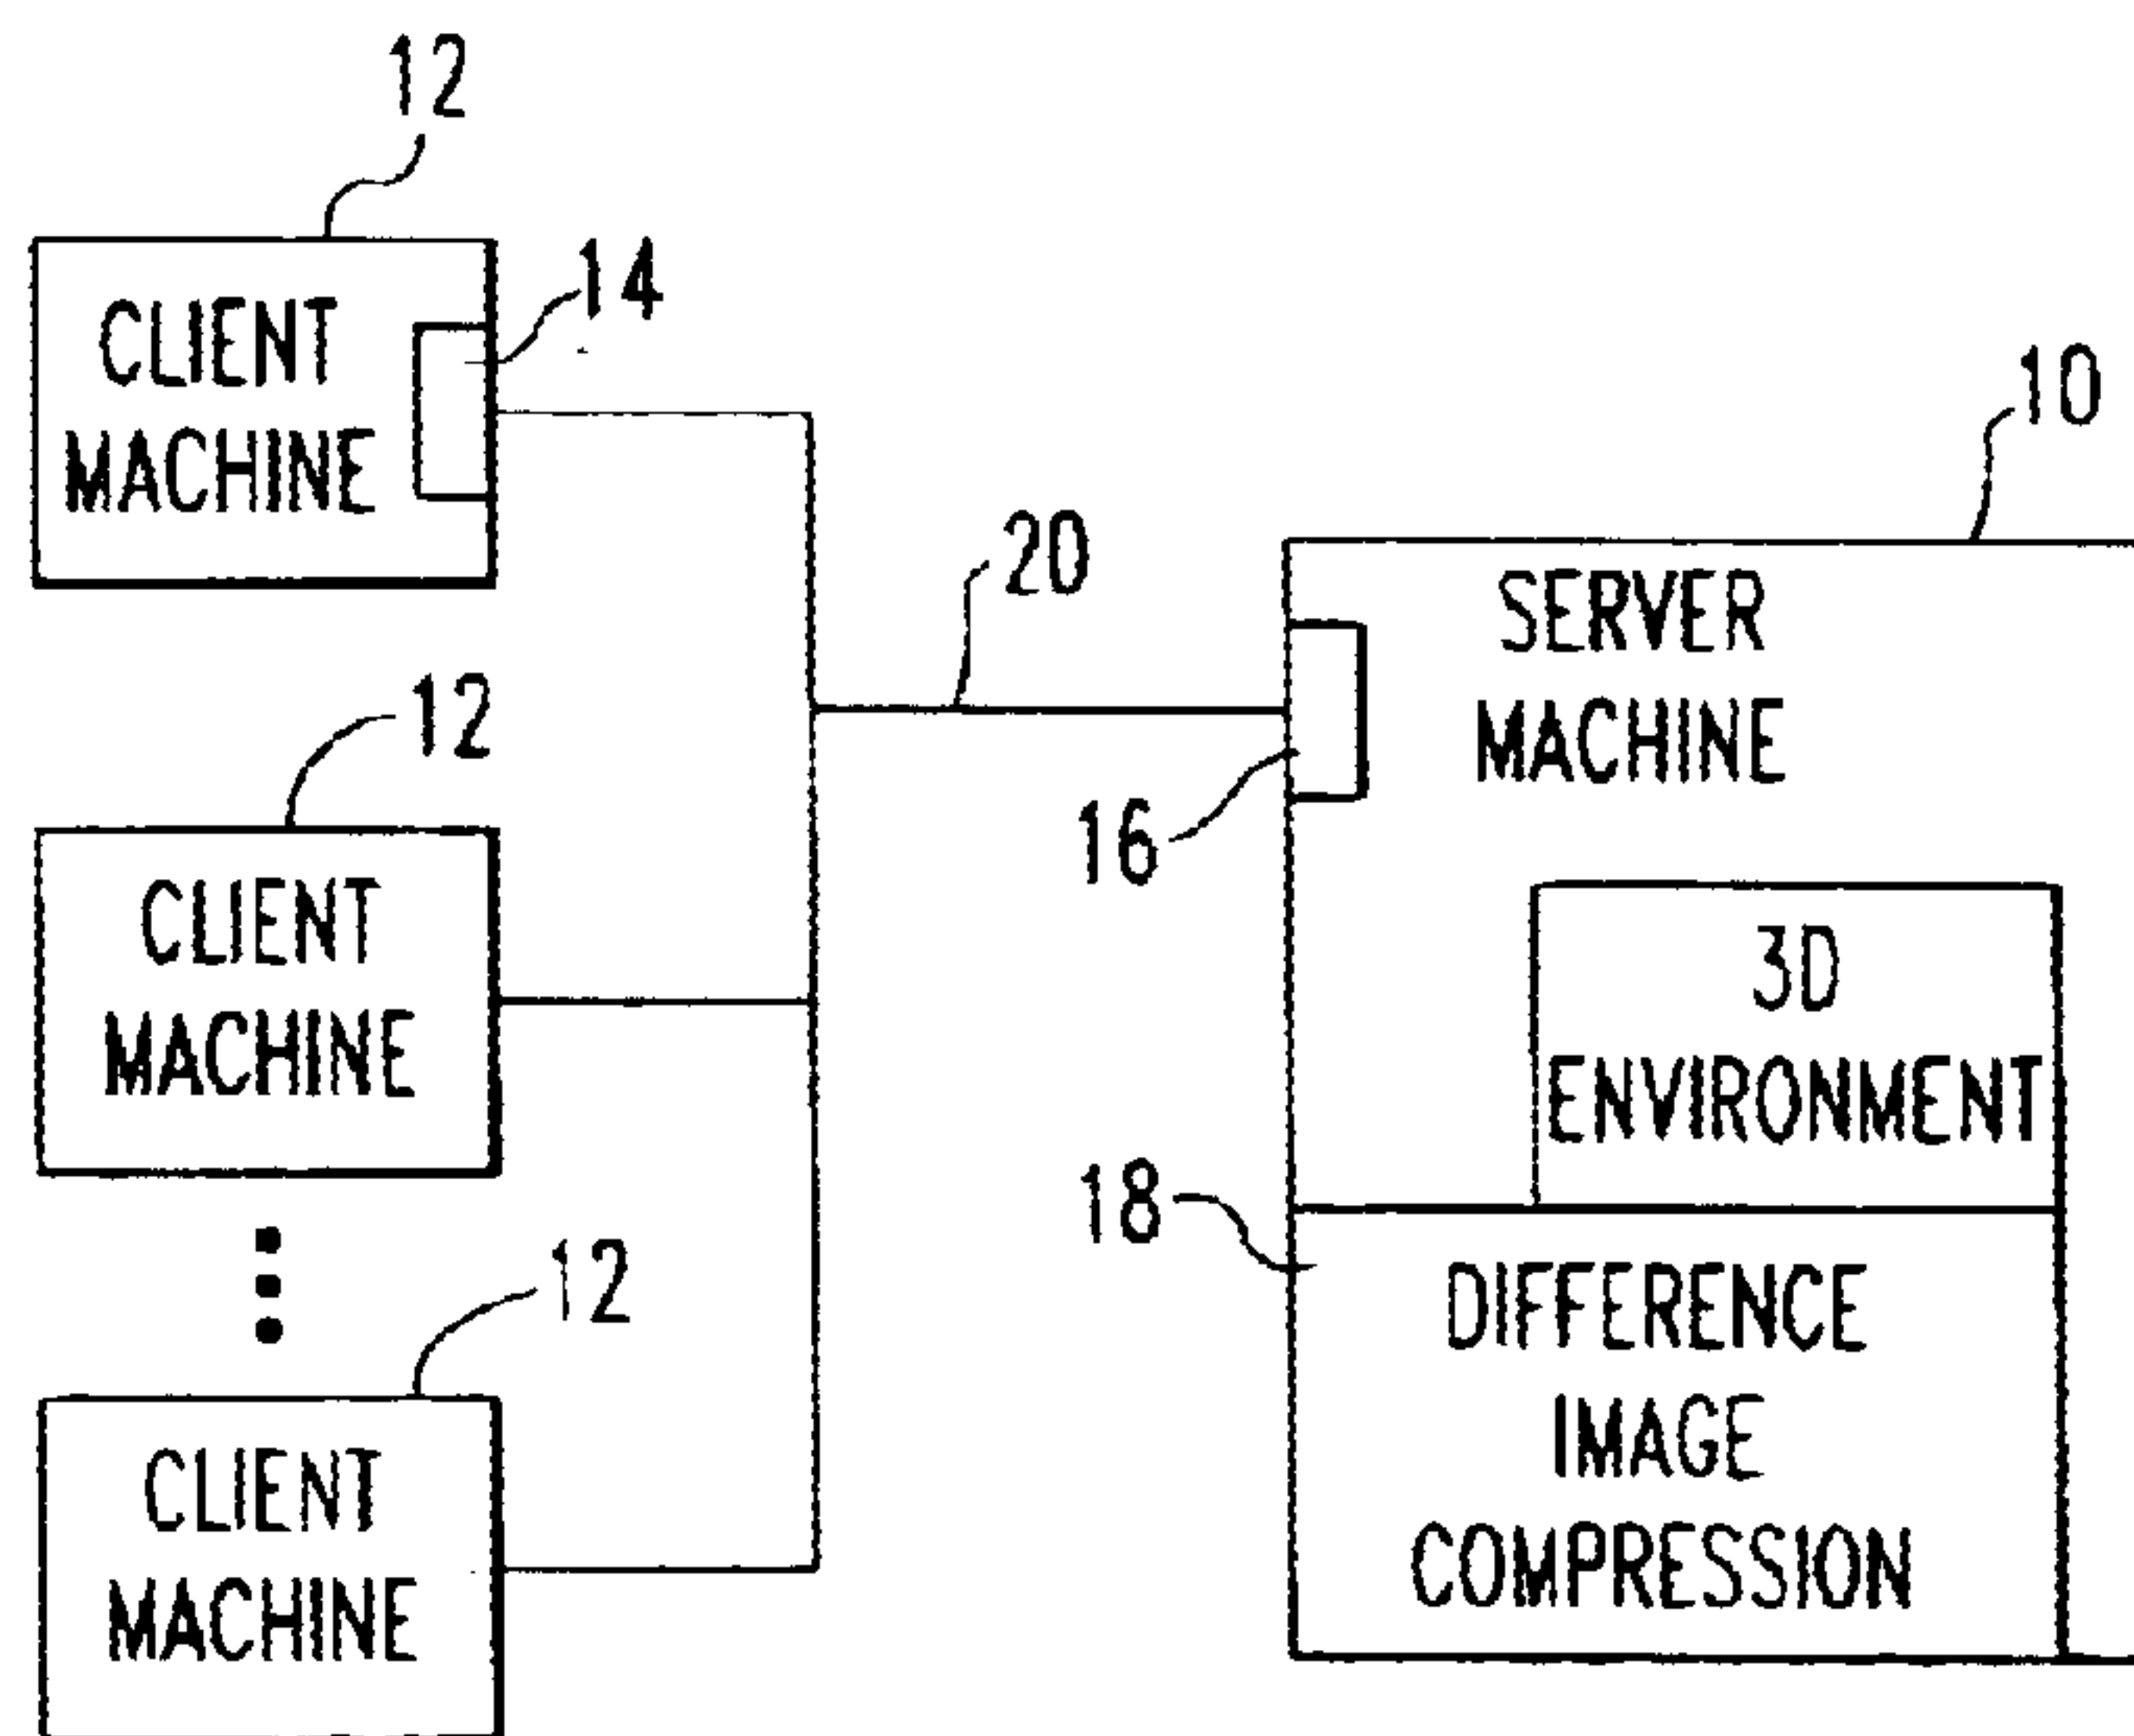 12
CLIENT
MACHINE
14
12
CLIENT
MACHINE
12
CLIENT
MACHINE
20
10
SERVER
MACHINE
16
3D
ENVIRONMENT
18
DIFFERENCE
IMAGE
COMPRESSION